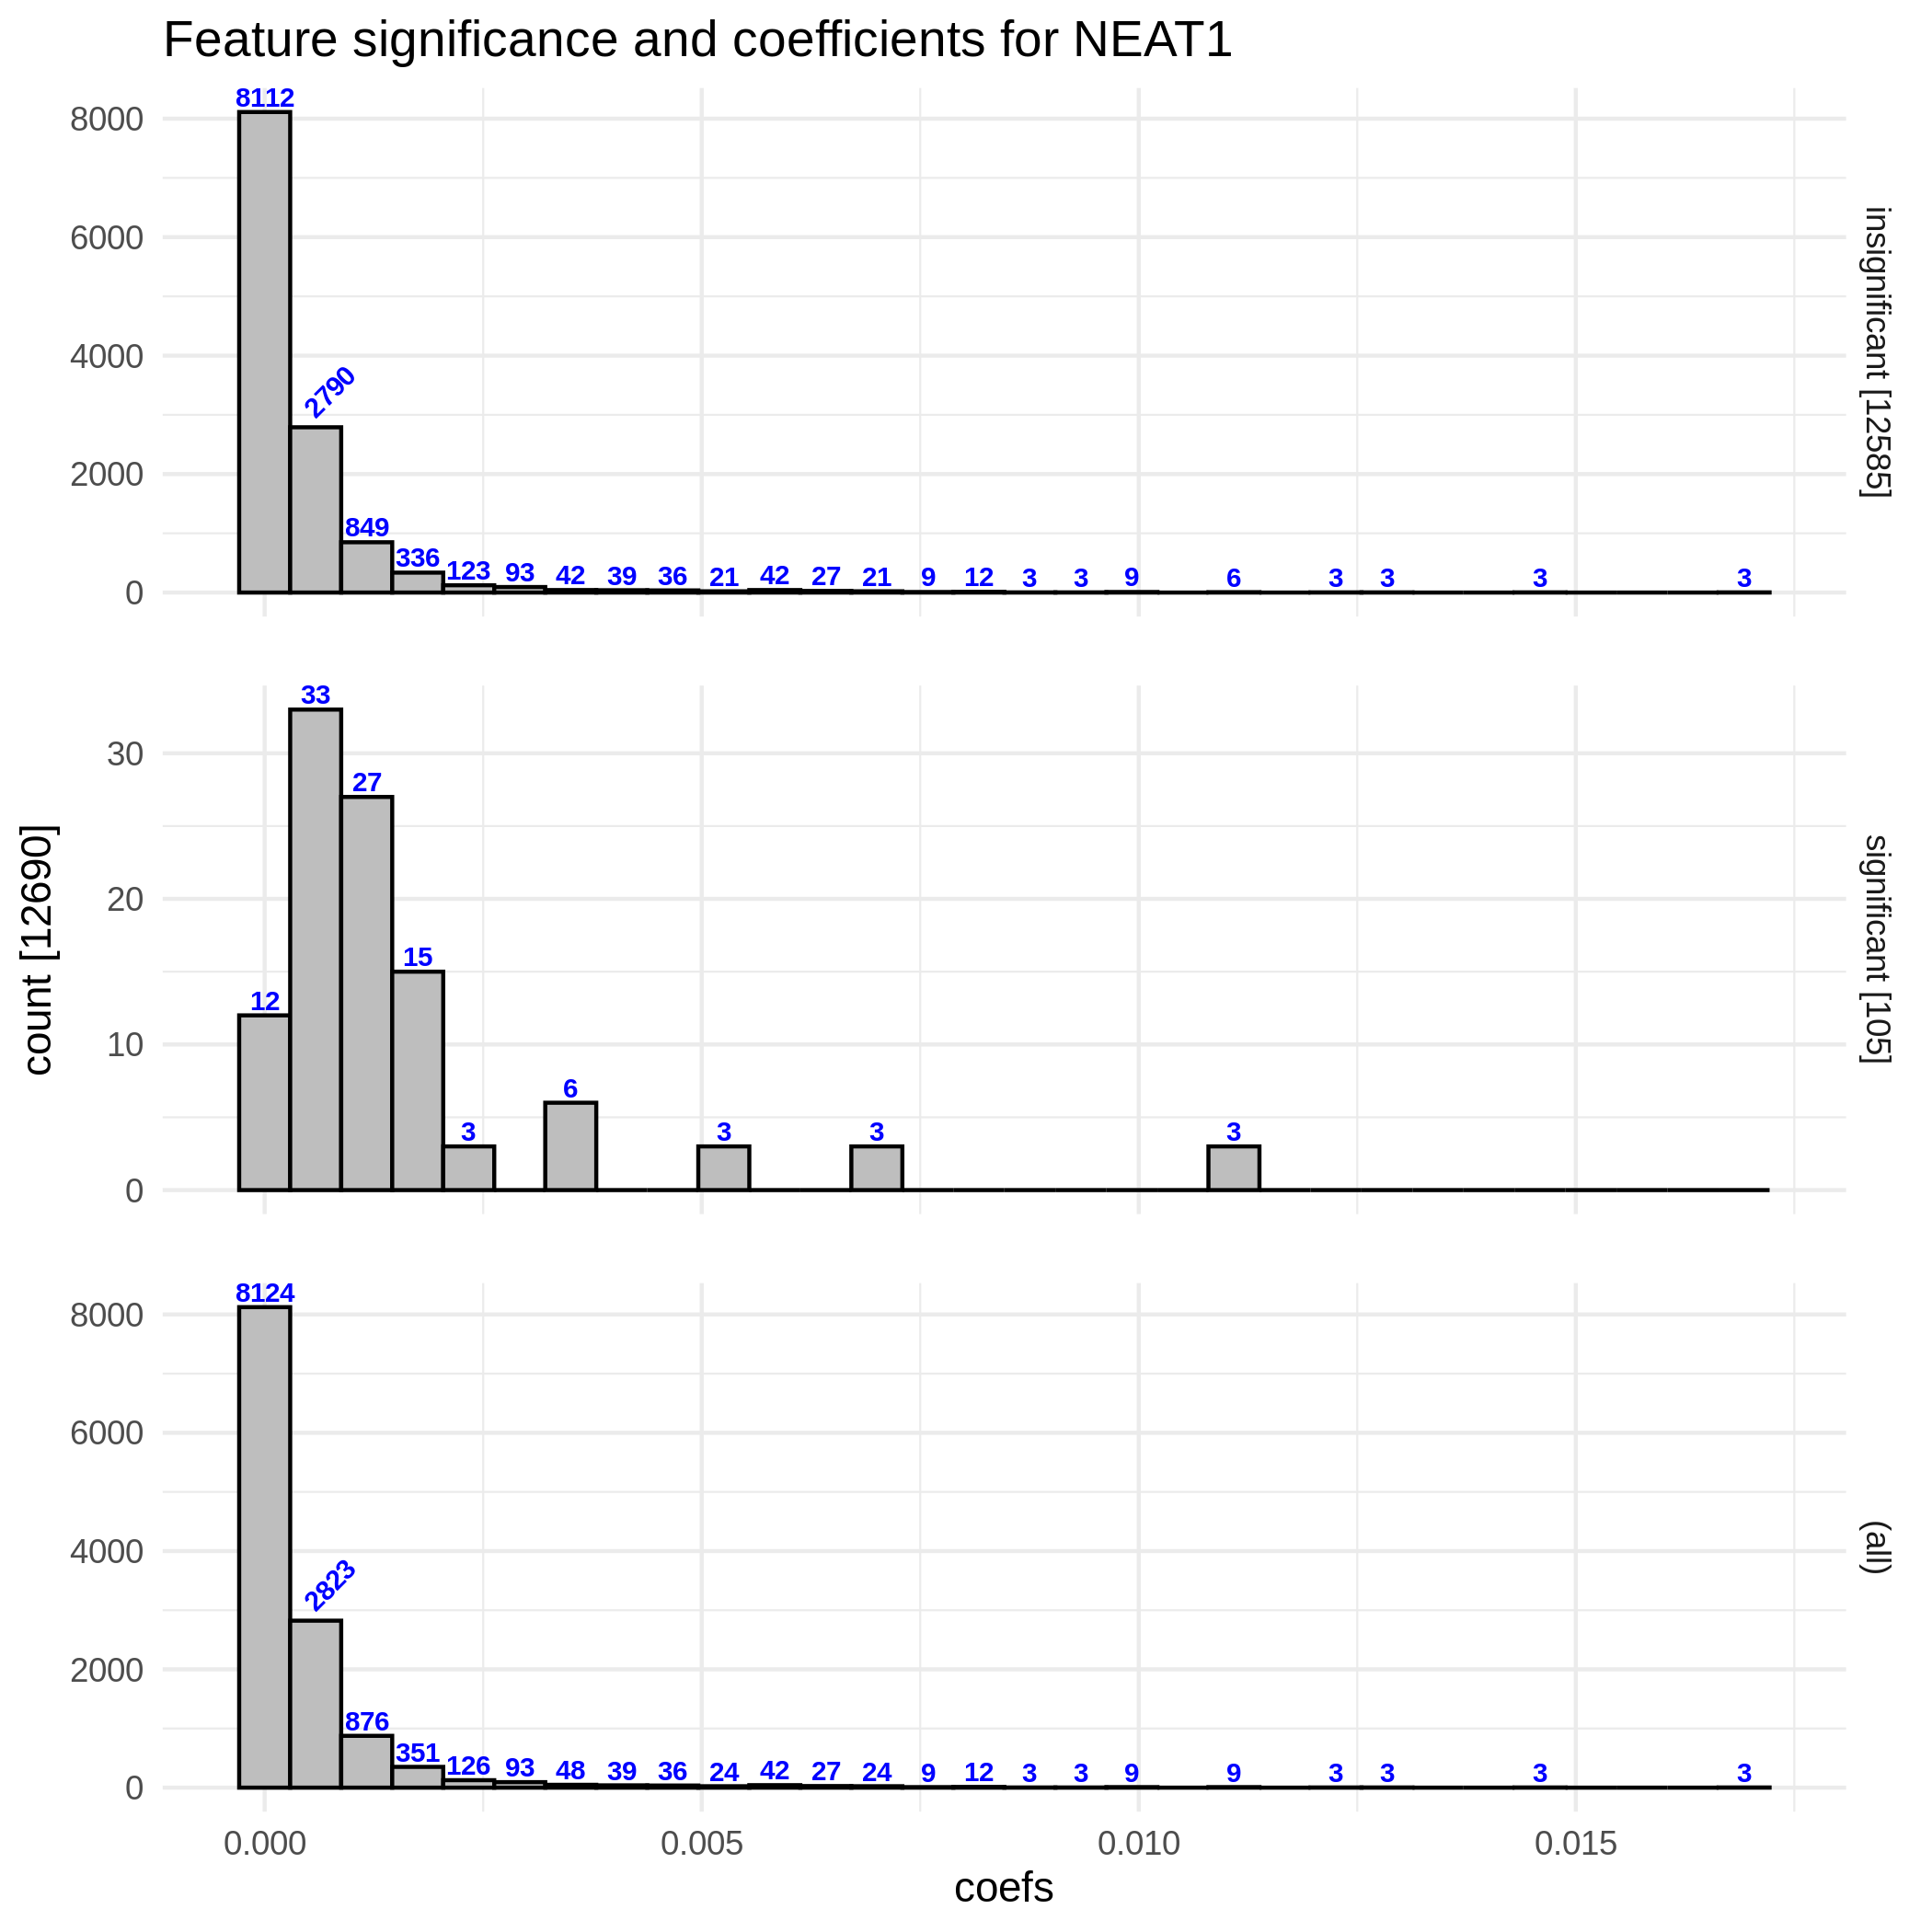 Feature significance and coefficients for NEAT1
8112
8000
6000
4000
2790
2000
849
336 123 93 42 39 36 21 42 27 21 9 12 3 3 9 6 3 3 3 3
0
insignificant [12585]
33
30
27
20
15
12
10
6
3 3 3 3
0
significant [105]
count [12690]
8124
8000
6000
4000
2823
2000
876
351 126 93 48 39 36 24 42 27 24 9 12 3 3 9 9 3 3 3 3
0
(all)
0.000 0.005 0.010 0.015
coefs